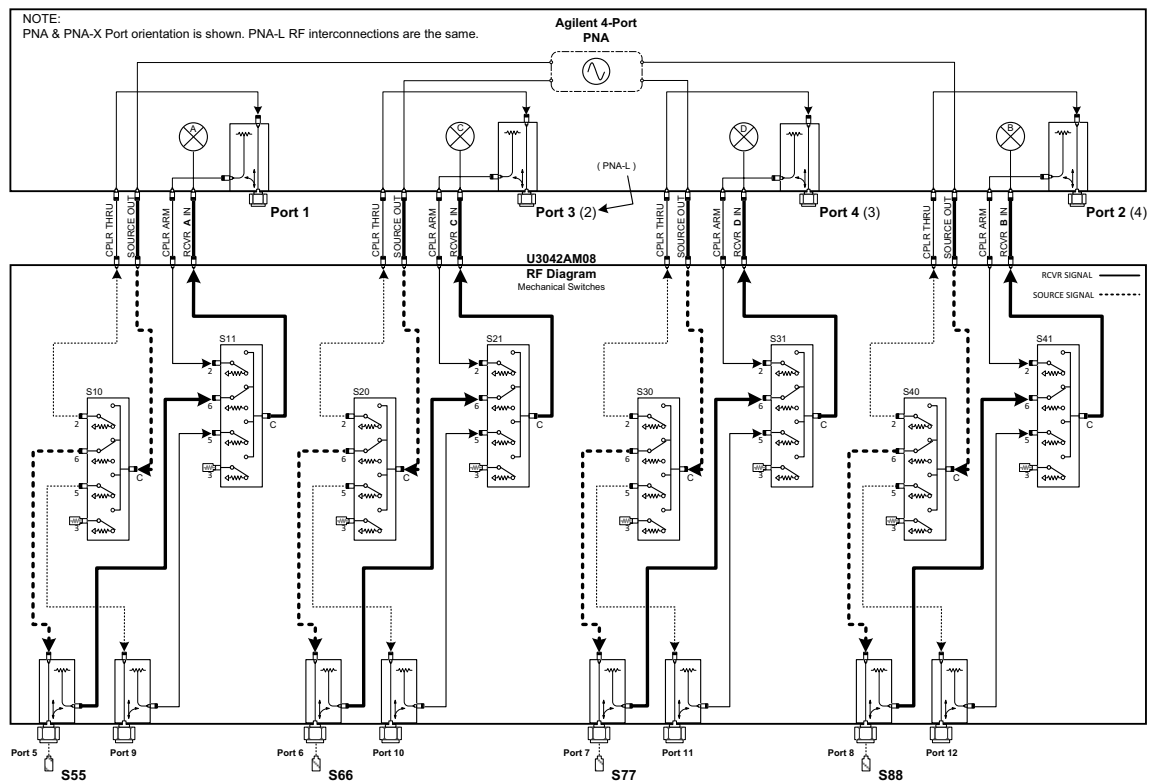 NOTE:
PNA & PNA-X Port orientation is shown. PNA-L RF interconnections are the same.
Agilent 4-Port
PNA
A
C
D
B
( PNA-L )
Port 1
Port 3 (2)
Port 4 (3)
Port 2 (4)
CPLR THRU
SOURCE OUT
CPLR ARM
RCVR A IN
CPLR THRU
SOURCE OUT
CPLR ARM
RCVR C IN
CPLR THRU
SOURCE OUT
CPLR ARM
RCVR D IN
CPLR THRU
SOURCE OUT
CPLR ARM
RCVR B IN
U3042AM08
RF Diagram
Mechanical Switches
RCVR SIGNAL
SOURCE SIGNAL
S11
2
6
5
3
C
S10
2
6
5
3
C
S21
2
6
5
3
C
S20
2
6
5
3
C
S31
2
6
5
3
C
S30
2
6
5
3
C
S41
2
6
5
3
C
S40
2
6
5
3
C
Port 5
Port 9
Port 6
Port 10
Port 7
Port 11
Port 8
Port 12
S55
S66
S77
S88